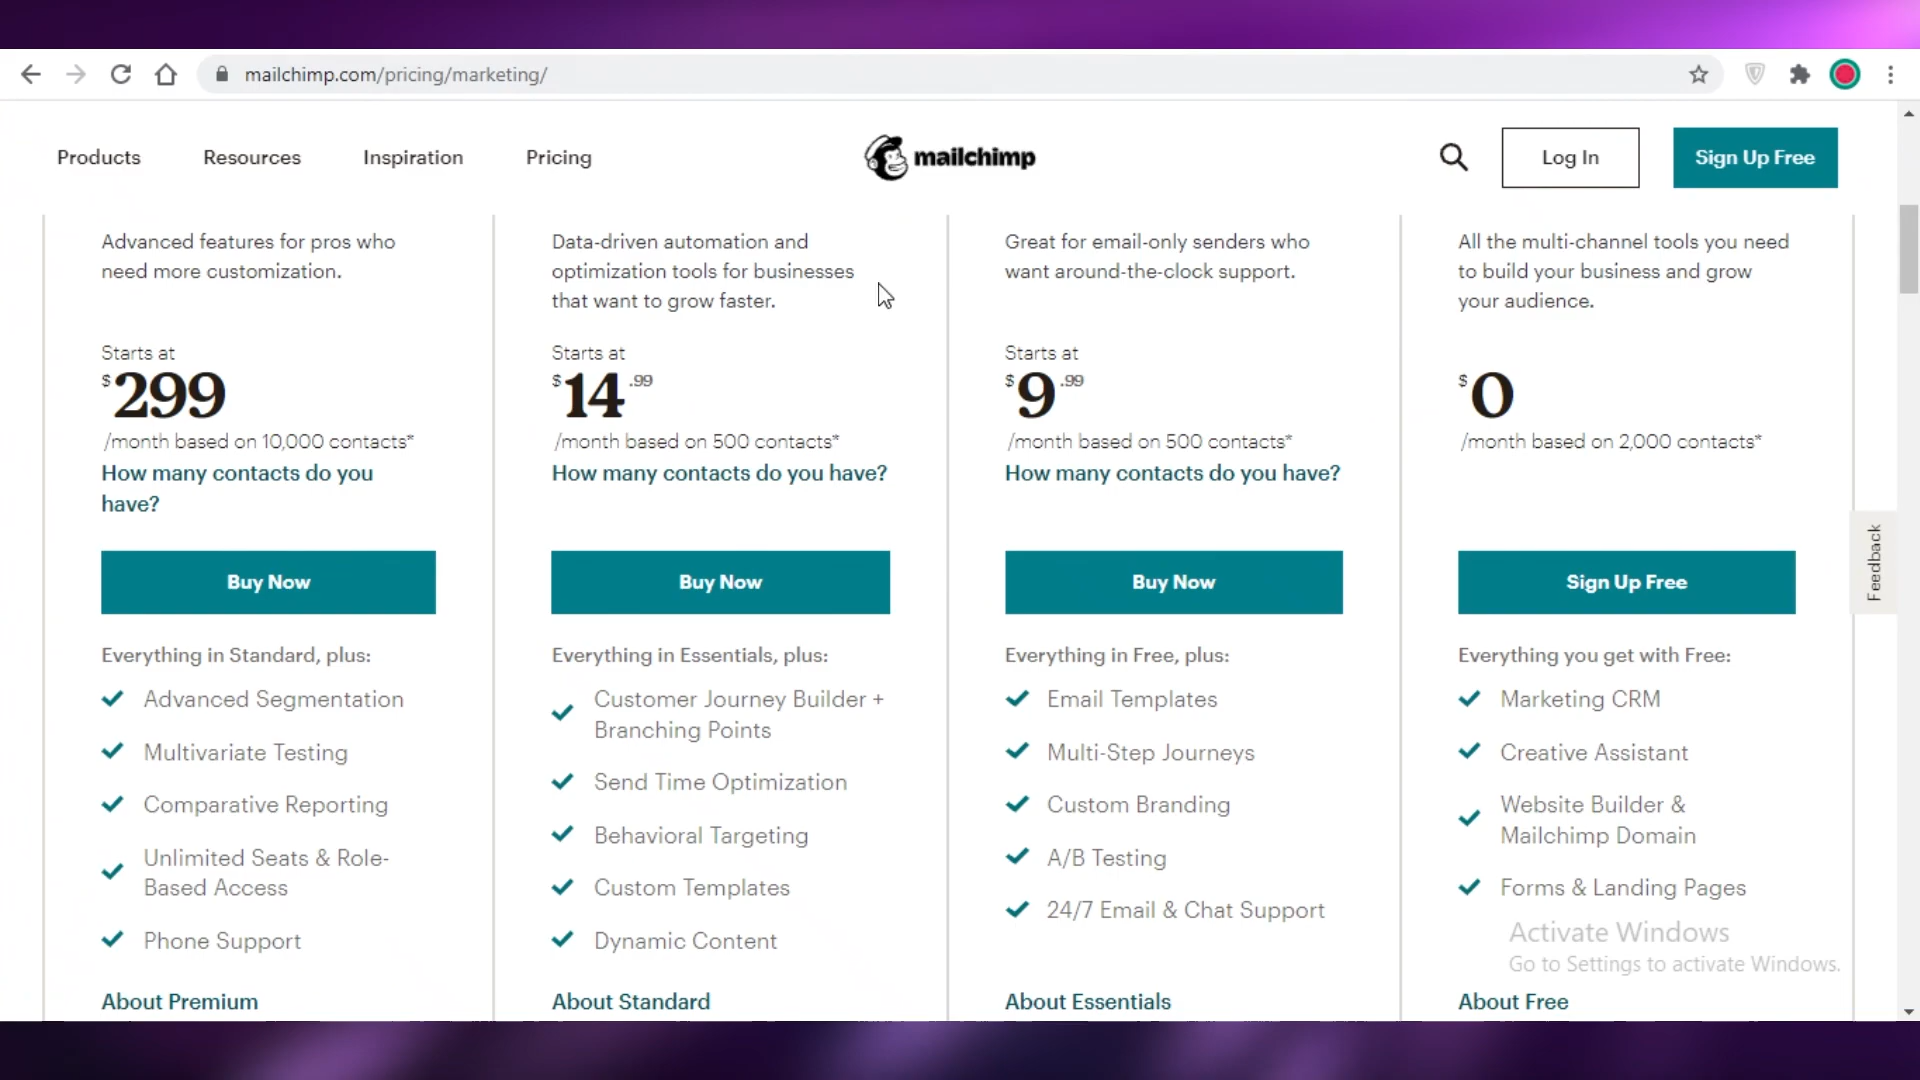 mailchimp.com/pricing/marketing/
Products Resources Inspiration Pricing mailchimp Log In Sign Up Free
Advanced features for pros who
need more customization.
Starts at
$299
/month based on 10,000 contacts*
How many contacts do you
have?
Buy Now
Everything in Standard, plus:
Advanced Segmentation
Multivariate Testing
Comparative Reporting
Unlimited Seats & Role-
Based Access
Phone Support
About Premium
Data-driven automation and
optimization tools for businesses
that want to grow faster.
Starts at
$14.99
/month based on 500 contacts*
How many contacts do you have?
Buy Now
Everything in Essentials, plus:
Customer Journey Builder +
Branching Points
Send Time Optimization
Behavioral Targeting
Custom Templates
Dynamic Content
About Standard
Great for email-only senders who
want around-the-clock support.
Starts at
$9.99
/month based on 500 contacts*
How many contacts do you have?
Buy Now
Everything in Free, plus:
Email Templates
Multi-Step Journeys
Custom Branding
A/B Testing
24/7 Email & Chat Support
About Essentials
All the multi-channel tools you need
to build your business and grow
your audience.
$0
/month based on 2,000 contacts*
Sign Up Free
Everything you get with Free:
Marketing CRM
Creative Assistant
Website Builder &
Mailchimp Domain
Forms & Landing Pages
About Free
Feedback
Activate Windows
Go to Settings to activate Windows.